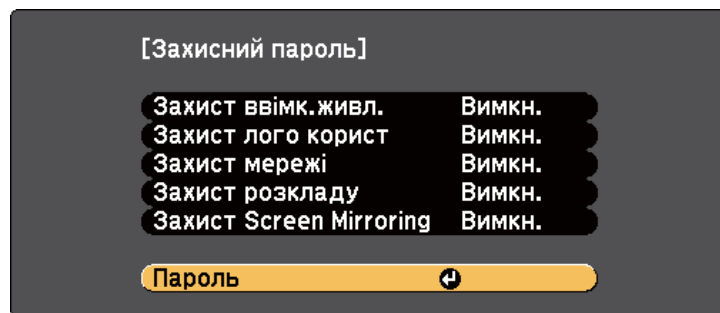 [Захисний пароль]
Захист ввімк.живл. Вимкн.
Захист лого корист Вимкн.
Захист мережі Вимкн.
Захист розкладу Вимкн.
Захист Screen Mirroring Вимкн.
Пароль